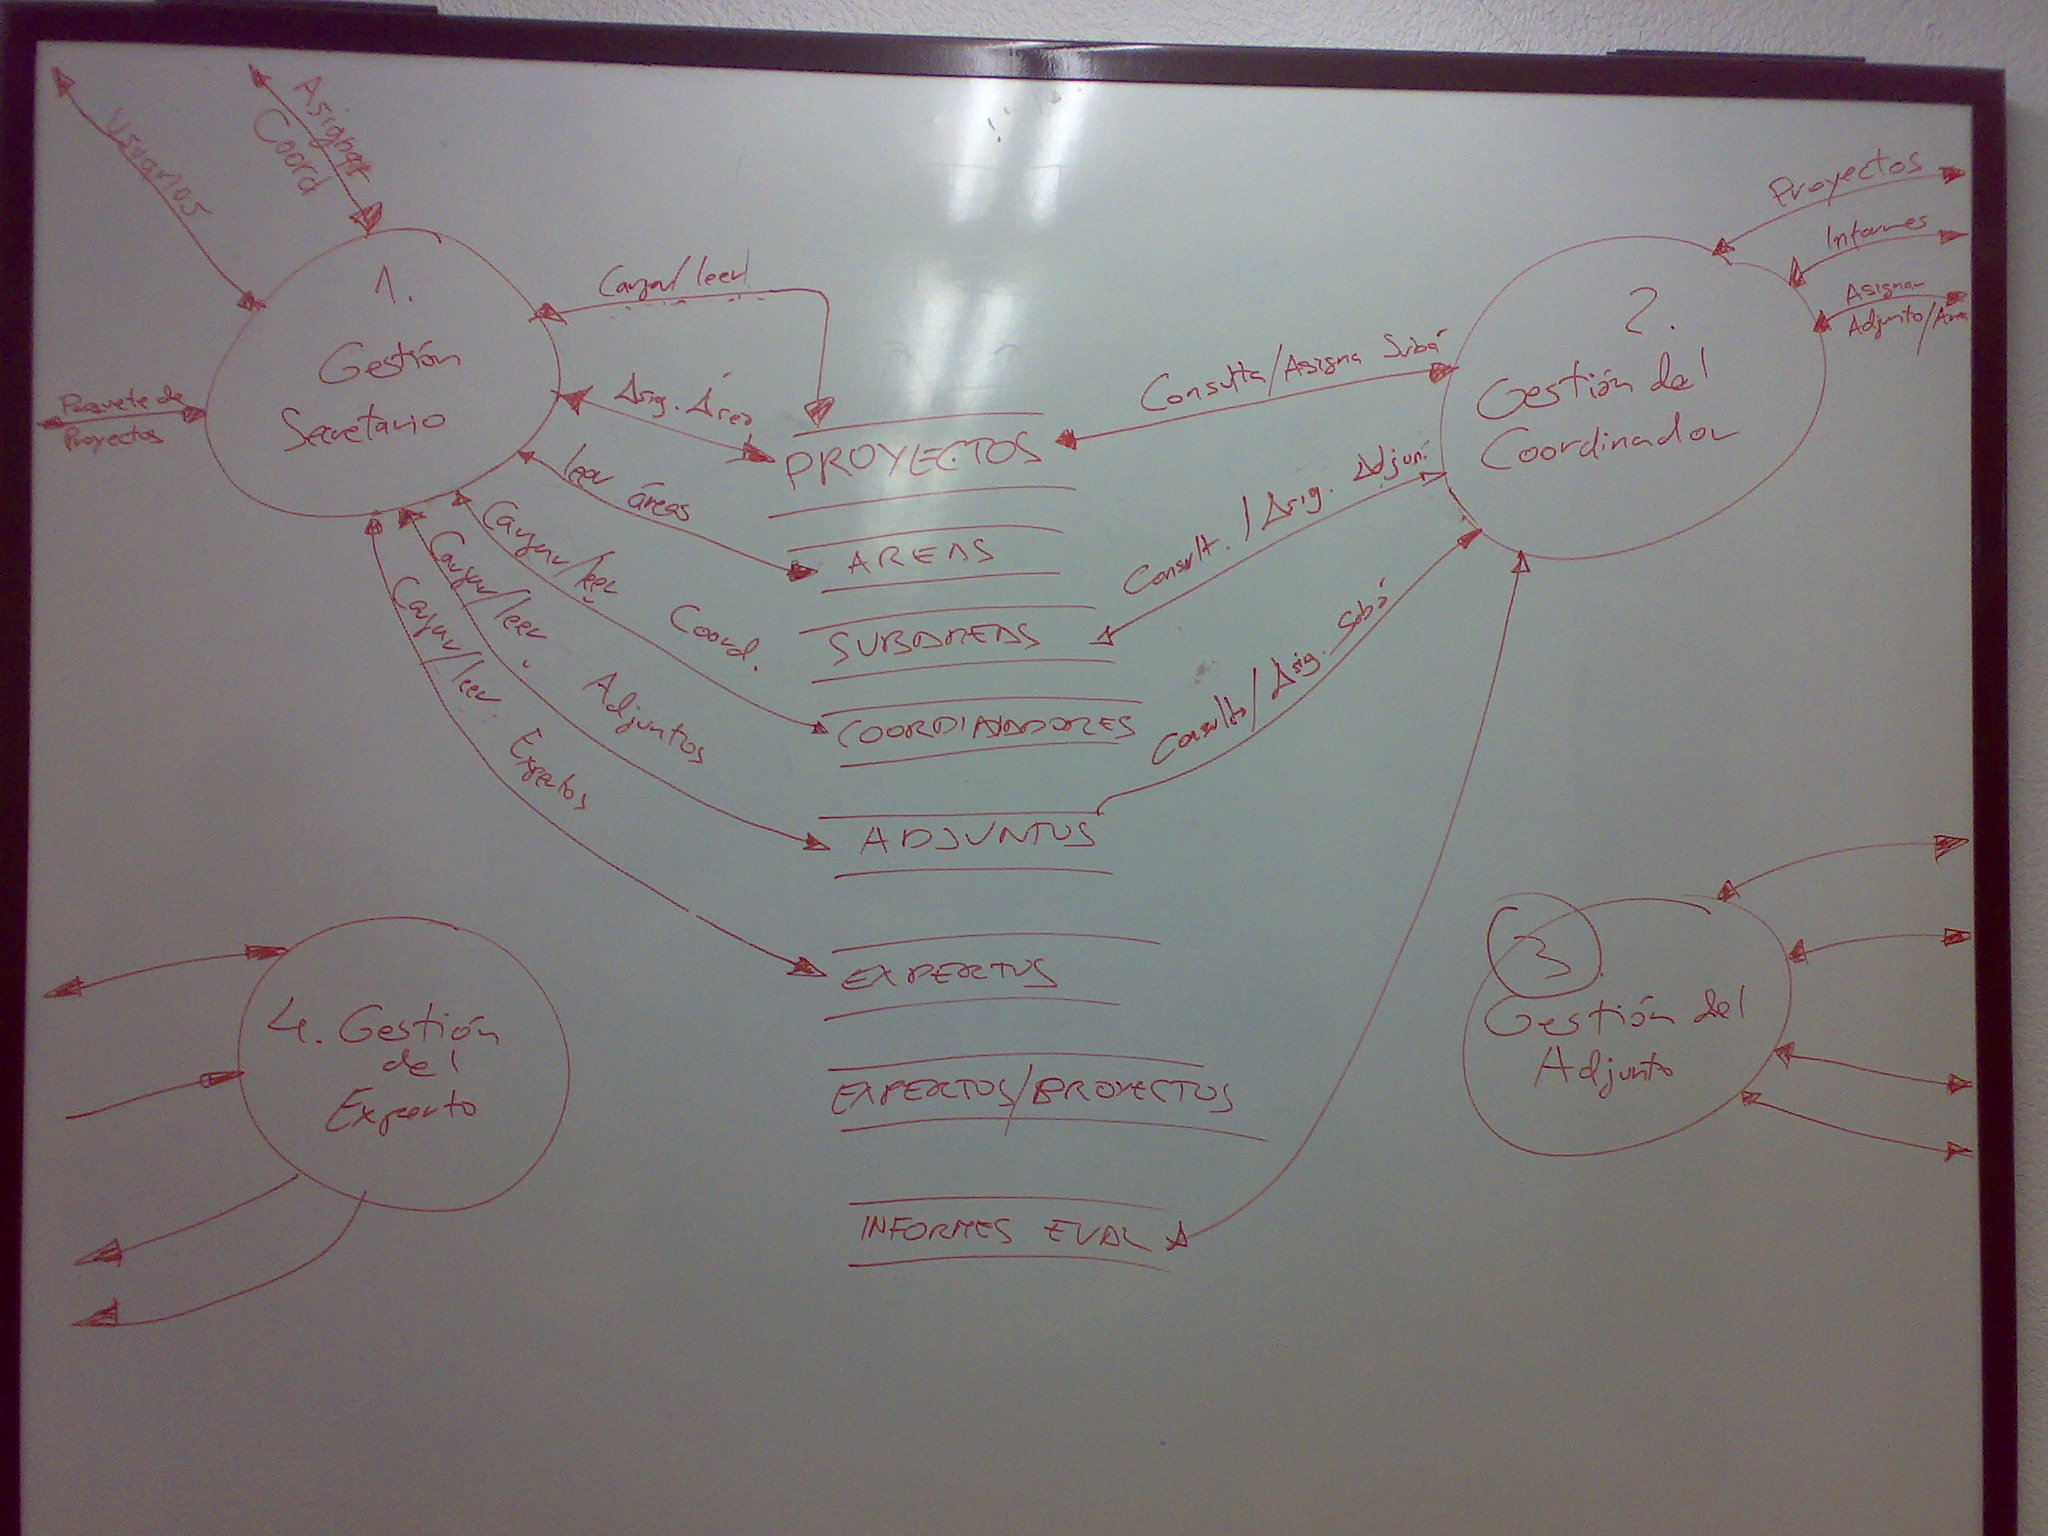 Usuarios
Asignar
Coord
1.
Gestión
Secretario
Paquete de
Proyectos
Cargar/leer
Asig. Área
leer áreas
Cargar/leer Coord.
Cargar/leer. Adjuntos
Cargar/leer. Expertos
PROYECTOS
AREAS
SUBAREAS
COORDINADORES
ADJUNTOS
EXPERTOS
EXPERTOS/PROYECTOS
INFORMES EVAL
Consulta/Asigna Subá
Consult. / Asig. Adjun.
Consulta/Asig. Subá
2.
Gestión del
Coordinador
Proyectos
Informes
Asignar
Adjunto/Area
3.
Gestión del
Adjunto
4. Gestión
del
Experto